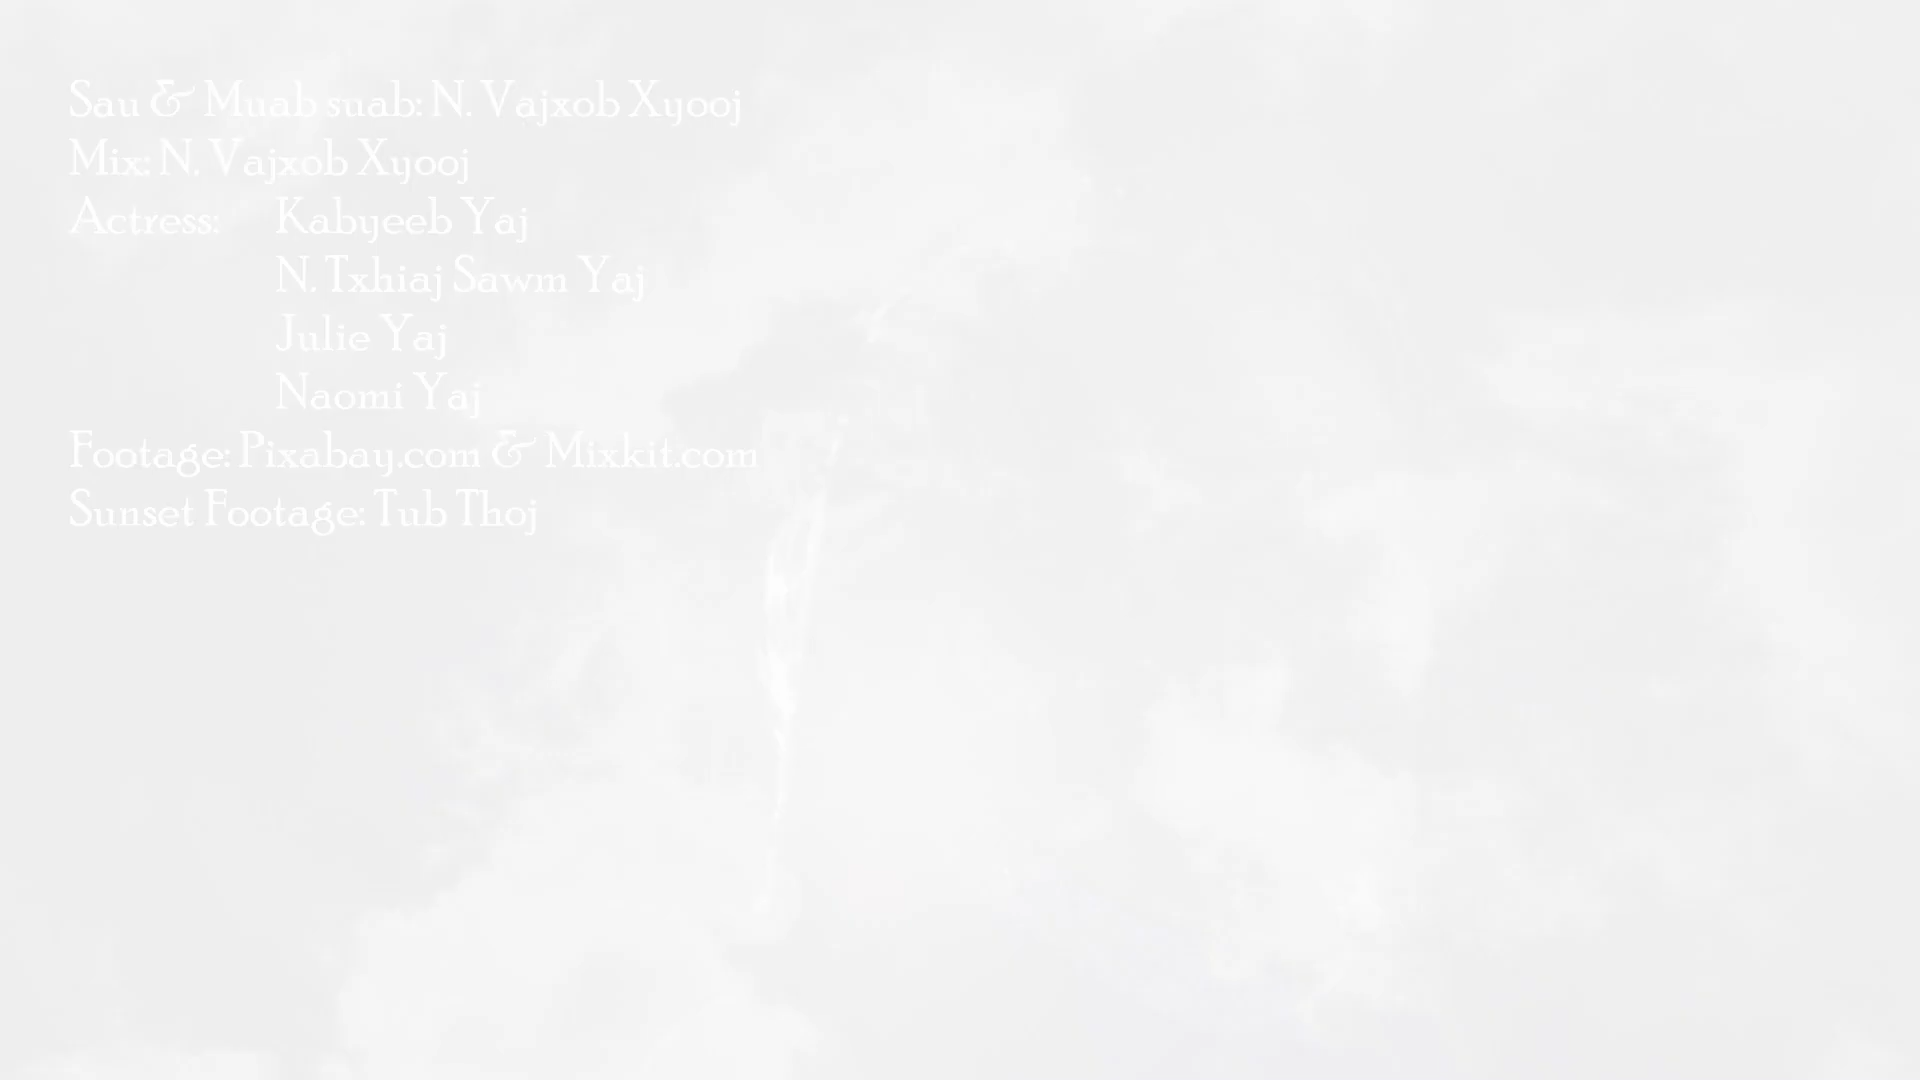 Sau & Muab suab: N. Vajxob Xyooj
Mix: N. Vajxob Xyooj
Actress: Kabyeeb Yaj
N. Txhiaj Sawm Yaj
Julie Yaj
Naomi Yaj
Footage: Pixabay.com & Mixkit.com
Sunset Footage: Tub Thoj